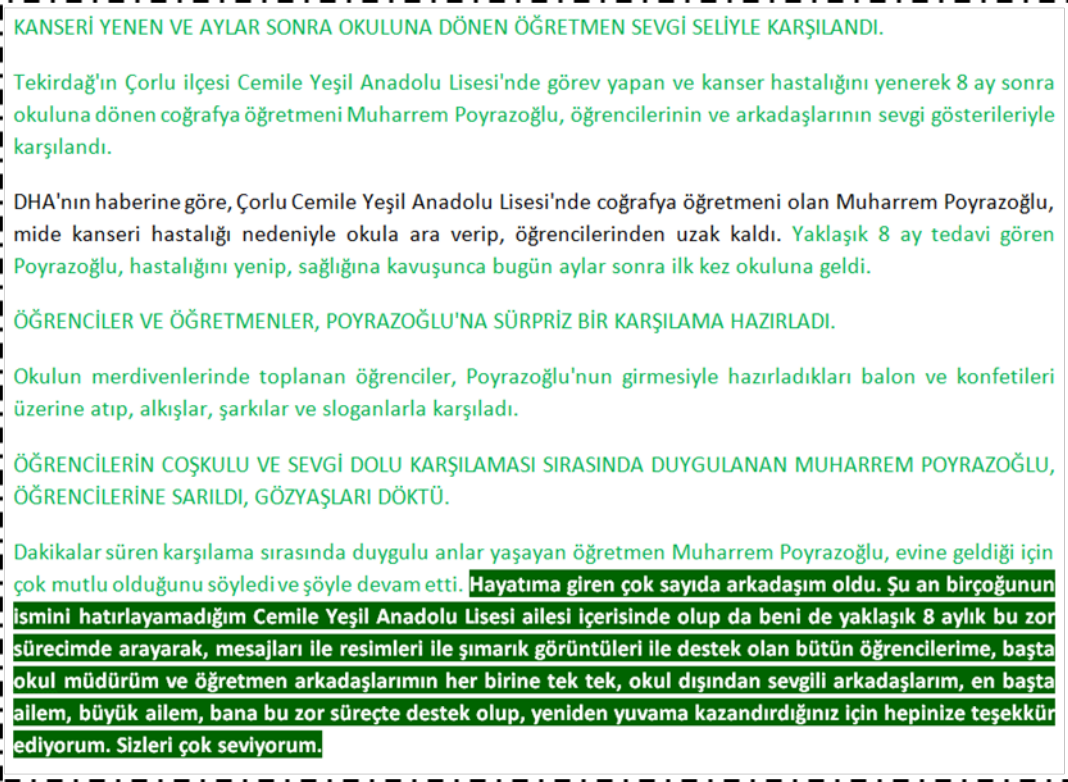 KANSERİ YENEN VE AYLAR SONRA OKULUNA DÖNEN ÖĞRETMEN SEVGİ SELİYLE KARŞILANDI.
Tekirdağ'ın Çorlu ilçesi Cemile Yeşil Anadolu Lisesi'nde görev yapan ve kanser hastalığını yenerek 8 ay sonra
okuluna dönen coğrafya öğretmeni Muharrem Poyrazoğlu, öğrencilerinin ve arkadaşlarının sevgi gösterileriyle
karşılandı.
DHA'nın haberine göre, Çorlu Cemile Yeşil Anadolu Lisesi'nde coğrafya öğretmeni olan Muharrem Poyrazoğlu,
mide kanseri hastalığı nedeniyle okula ara verip, öğrencilerinden uzak kaldı. Yaklaşık 8 ay tedavi gören
Poyrazoğlu, hastalığını yenip, sağlığına kavuşunca bugün aylar sonra ilk kez okuluna geldi.
ÖĞRENCİLER VE ÖĞRETMENLER, POYRAZOĞLU'NA SÜRPRİZ BİR KARŞILAMA HAZIRLADI.
Okulun merdivenlerinde toplanan öğrenciler, Poyrazoğlu'nun girmesiyle hazırladıkları balon ve konfetileri
üzerine atıp, alkışlar, şarkılar ve sloganlarla karşıladı.
ÖĞRENCİLERİN COŞKULU VE SEVGİ DOLU KARŞILAMASI SIRASINDA DUYGULANAN MUHARREM POYRAZOĞLU,
ÖĞRENCİLERİNE SARILDI, GÖZYAŞLARI DÖKTÜ.
Dakikalar süren karşılama sırasında duygulu anlar yaşayan öğretmen Muharrem Poyrazoğlu, evine geldiği için
çok mutlu olduğunu söyledi ve şöyle devam etti. Hayatıma giren çok sayıda arkadaşım oldu. Şu an birçoğunun
ismini hatırlayamadığım Cemile Yeşil Anadolu Lisesi ailesi içerisinde olup da beni de yaklaşık 8 aylık bu zor
sürecimde arayarak, mesajları ile resimleri ile şımarık görüntüleri ile destek olan bütün öğrencilerime, başta
okul müdürüm ve öğretmen arkadaşlarımın her birine tek tek, okul dışından sevgili arkadaşlarım, en başta
ailem, büyük ailem, bana bu zor süreçte destek olup, yeniden yuvama kazandırdığınız için hepinize teşekkür
ediyorum. Sizleri çok seviyorum.